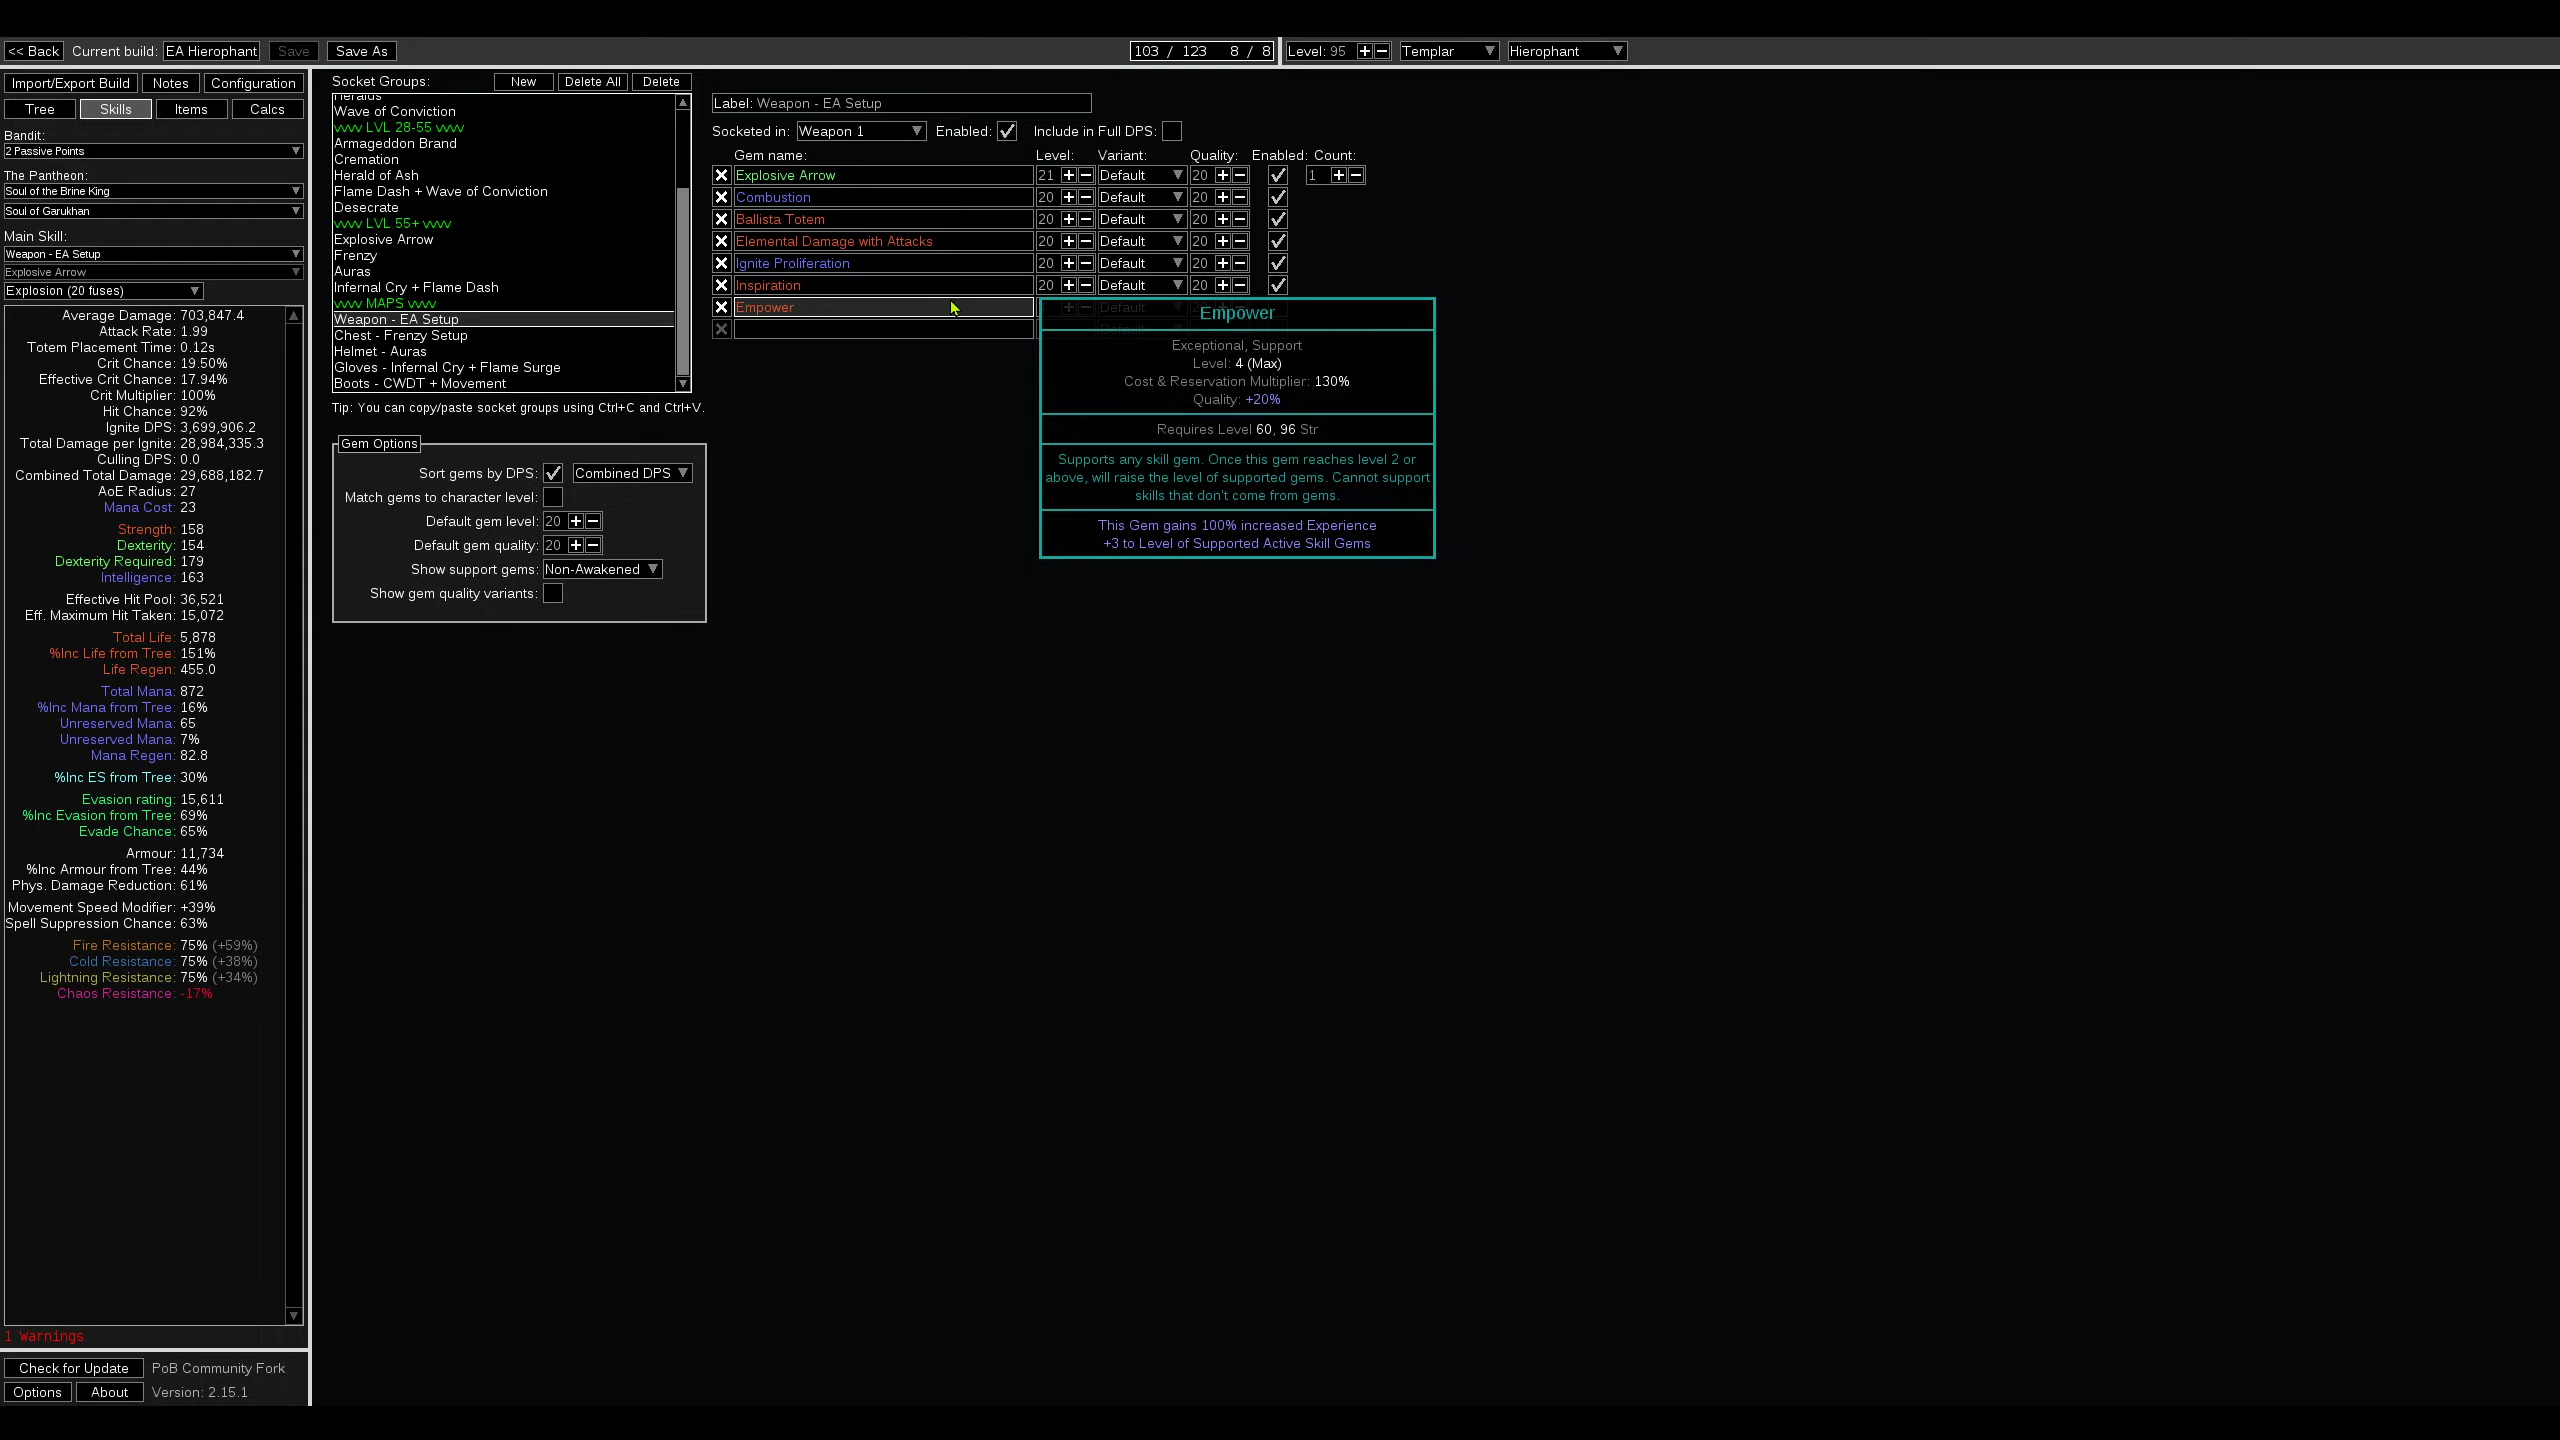 << Back
Current build: EA Hierophant
Save
Save As
103 / 123 8 / 8
Level: 95
Templar
Hierophant
Import/Export Build
Notes
Configuration
Tree
Skills
Items
Calcs
Bandit:
2 Passive Points
The Pantheon:
Soul of the Brine King
Soul of Garukhan
Main Skill:
Weapon - EA Setup
Explosive Arrow
Explosion (20 fuses)
Average Damage: 703,847.4
Attack Rate: 1.99
Totem Placement Time: 0.12s
Crit Chance: 19.50%
Effective Crit Chance: 17.94%
Crit Multiplier: 100%
Hit Chance: 92%
Ignite DPS: 3,699,906.2
Total Damage per Ignite: 28,984,335.3
Culling DPS: 0.0
Combined Total Damage: 29,688,182.7
AoE Radius: 27
Mana Cost: 23
Strength: 158
Dexterity: 154
Dexterity Required: 179
Intelligence: 163
Effective Hit Pool: 36,521
Eff. Maximum Hit Taken: 15,072
Total Life: 5,878
%Inc Life from Tree: 151%
Life Regen: 455.0
Total Mana: 872
%Inc Mana from Tree: 16%
Unreserved Mana: 65
Unreserved Mana: 7%
Mana Regen: 82.8
%Inc ES from Tree: 30%
Evasion rating: 15,611
%Inc Evasion from Tree: 69%
Evade Chance: 65%
Armour: 11,734
%Inc Armour from Tree: 44%
Phys. Damage Reduction: 61%
Movement Speed Modifier: +39%
Spell Suppression Chance: 63%
Fire Resistance: 75% (+59%)
Cold Resistance: 75% (+38%)
Lightning Resistance: 75% (+34%)
Chaos Resistance: -17%
1 Warnings
Check for Update
PoB Community Fork
Options
About
Version: 2.15.1
Socket Groups:
New
Delete All
Delete
Heralds
Wave of Conviction
vvvv LVL 28-55 vvvv
Armageddon Brand
Cremation
Herald of Ash
Flame Dash + Wave of Conviction
Desecrate
vvvv LVL 55+ vvvv
Explosive Arrow
Frenzy
Auras
Infernal Cry + Flame Dash
vvvv MAPS vvvv
Weapon - EA Setup
Chest - Frenzy Setup
Helmet - Auras
Gloves - Infernal Cry + Flame Surge
Boots - CWDT + Movement
Tip: You can copy/paste socket groups using Ctrl+C and Ctrl+V.
Gem Options
Sort gems by DPS:
Combined DPS
Match gems to character level:
Default gem level: 20
Default gem quality: 20
Show support gems: Non-Awakened
Show gem quality variants:
Label: Weapon - EA Setup
Socketed in: Weapon 1
Enabled:
Include in Full DPS:
Gem name: Level: Variant: Quality: Enabled: Count:
Explosive Arrow 21 Default 20 1
Combustion 20 Default 20
Ballista Totem 20 Default 20
Elemental Damage with Attacks 20 Default 20
Ignite Proliferation 20 Default 20
Inspiration 20 Default 20
Empower Default
Empower
Exceptional, Support
Level: 4 (Max)
Cost & Reservation Multiplier: 130%
Quality: +20%
Requires Level 60, 96 Str
Supports any skill gem. Once this gem reaches level 2 or
above, will raise the level of supported gems. Cannot support
skills that don't come from gems.
This Gem gains 100% increased Experience
+3 to Level of Supported Active Skill Gems